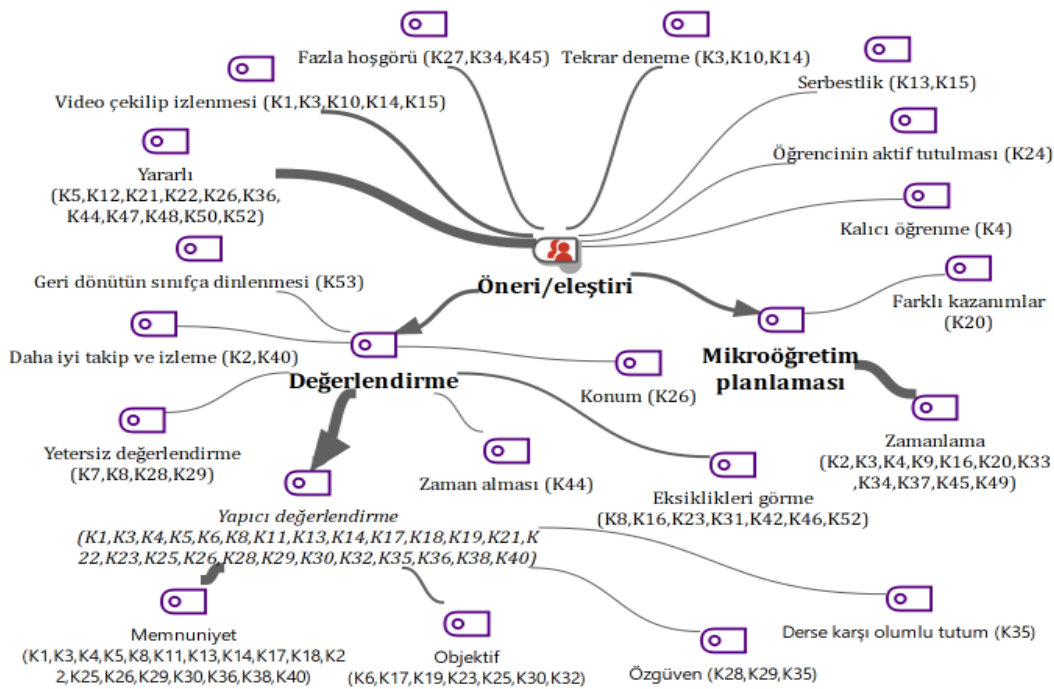 Fazla hoşgörü (K27,K34,K45)
Tekrar deneme (K3,K10,K14)
Serbestlik (K13,K15)
Video çekilip izlenmesi (K1,K3,K10,K14,K15)
Öğrencinin aktif tutulması (K24)
Yararlı
(K5,K12,K21,K22,K26,K36,
K44,K47,K48,K50,K52)
Kalıcı öğrenme (K4)
Öneri/eleştiri
Geri dönütün sınıfça dinlenmesi (K53)
Farklı kazanımlar
(K20)
Daha iyi takip ve izleme (K2,K40)
Değerlendirme
Konum (K26)
Mikroöğretim
planlaması
Yetersiz değerlendirme
(K7,K8,K28,K29)
Zaman alması (K44)
Eksiklikleri görme
(K8,K16,K23,K31,K42,K46,K52)
Zamanlama
(K2,K3,K4,K9,K16,K20,K33
,K34,K37,K45,K49)
Yapıcı değerlendirme
(K1,K3,K4,K5,K6,K8,K11,K13,K14,K17,K18,K19,K21,K
22,K23,K25,K26,K28,K29,K30,K32,K35,K36,K38,K40)
Memnuniyet
(K1,K3,K4,K5,K8,K11,K13,K14,K17,K18,K2
2,K25,K26,K29,K30,K36,K38,K40)
Objektif
(K6,K17,K19,K23,K25,K30,K32)
Özgüven (K28,K29,K35)
Derse karşı olumlu tutum (K35)